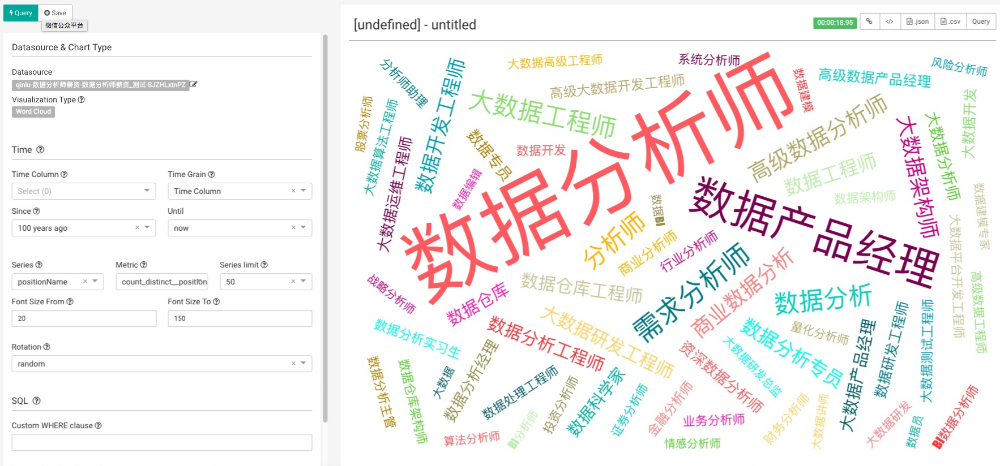 Query
Save
微信公众平台
Datasource & Chart Type
Datasource
qinlu-数据分析师薪资-数据分析师薪资_测试-SJZHLxtnPZ
Visualization Type
Word Cloud
Time
Time Column
Time Grain
Select (0)
Time Column
Since
Until
100 years ago
now
Series
Metric
Series limit
positionName
count_distinct__position
50
Font Size From
Font Size To
20
150
Rotation
random
SQL
Custom WHERE clause
[undefined] - untitled
00:00:18.95
.json
.csv
Query
分析师助理
数据开发工程师
大数据高级工程师
系统分析师
数据建模
高级数据产品经理
风险分析师
高级大数据开发工程师
大数据工程师
数据分析师
高级数据分析师
大数据开发
股票分析师
大数据算法工程师
大数据运维工程师
数据专员
数据开发
数据编辑
大数据架构师
大数据分析师
数据工程师
数据架构师
数据建模专家
数据BI
数据产品经理
分析师
商业分析师
行业分析师
大数据平台开发工程师
高级数据工程师
战略分析师
数据仓库
数据仓库工程师
需求分析师
商业数据分析
数据分析
数据分析实习生
数据分析工程师
大数据研发工程师
数据分析专员
量化分析师
大数据产品经理
数据研发工程师
大数据测试工程师
数据分析主管
数据仓库架构师
大数据
数据分析经理
数据处理工程师
投资分析师
数据科学家
证券分析师
金融分析师
资深数据分析师
大数据研发总监
算法分析师
BI分析师
业务分析师
情感分析师
财务分析师
大数据讲师
大数据研发
数据员
BI数据分析师